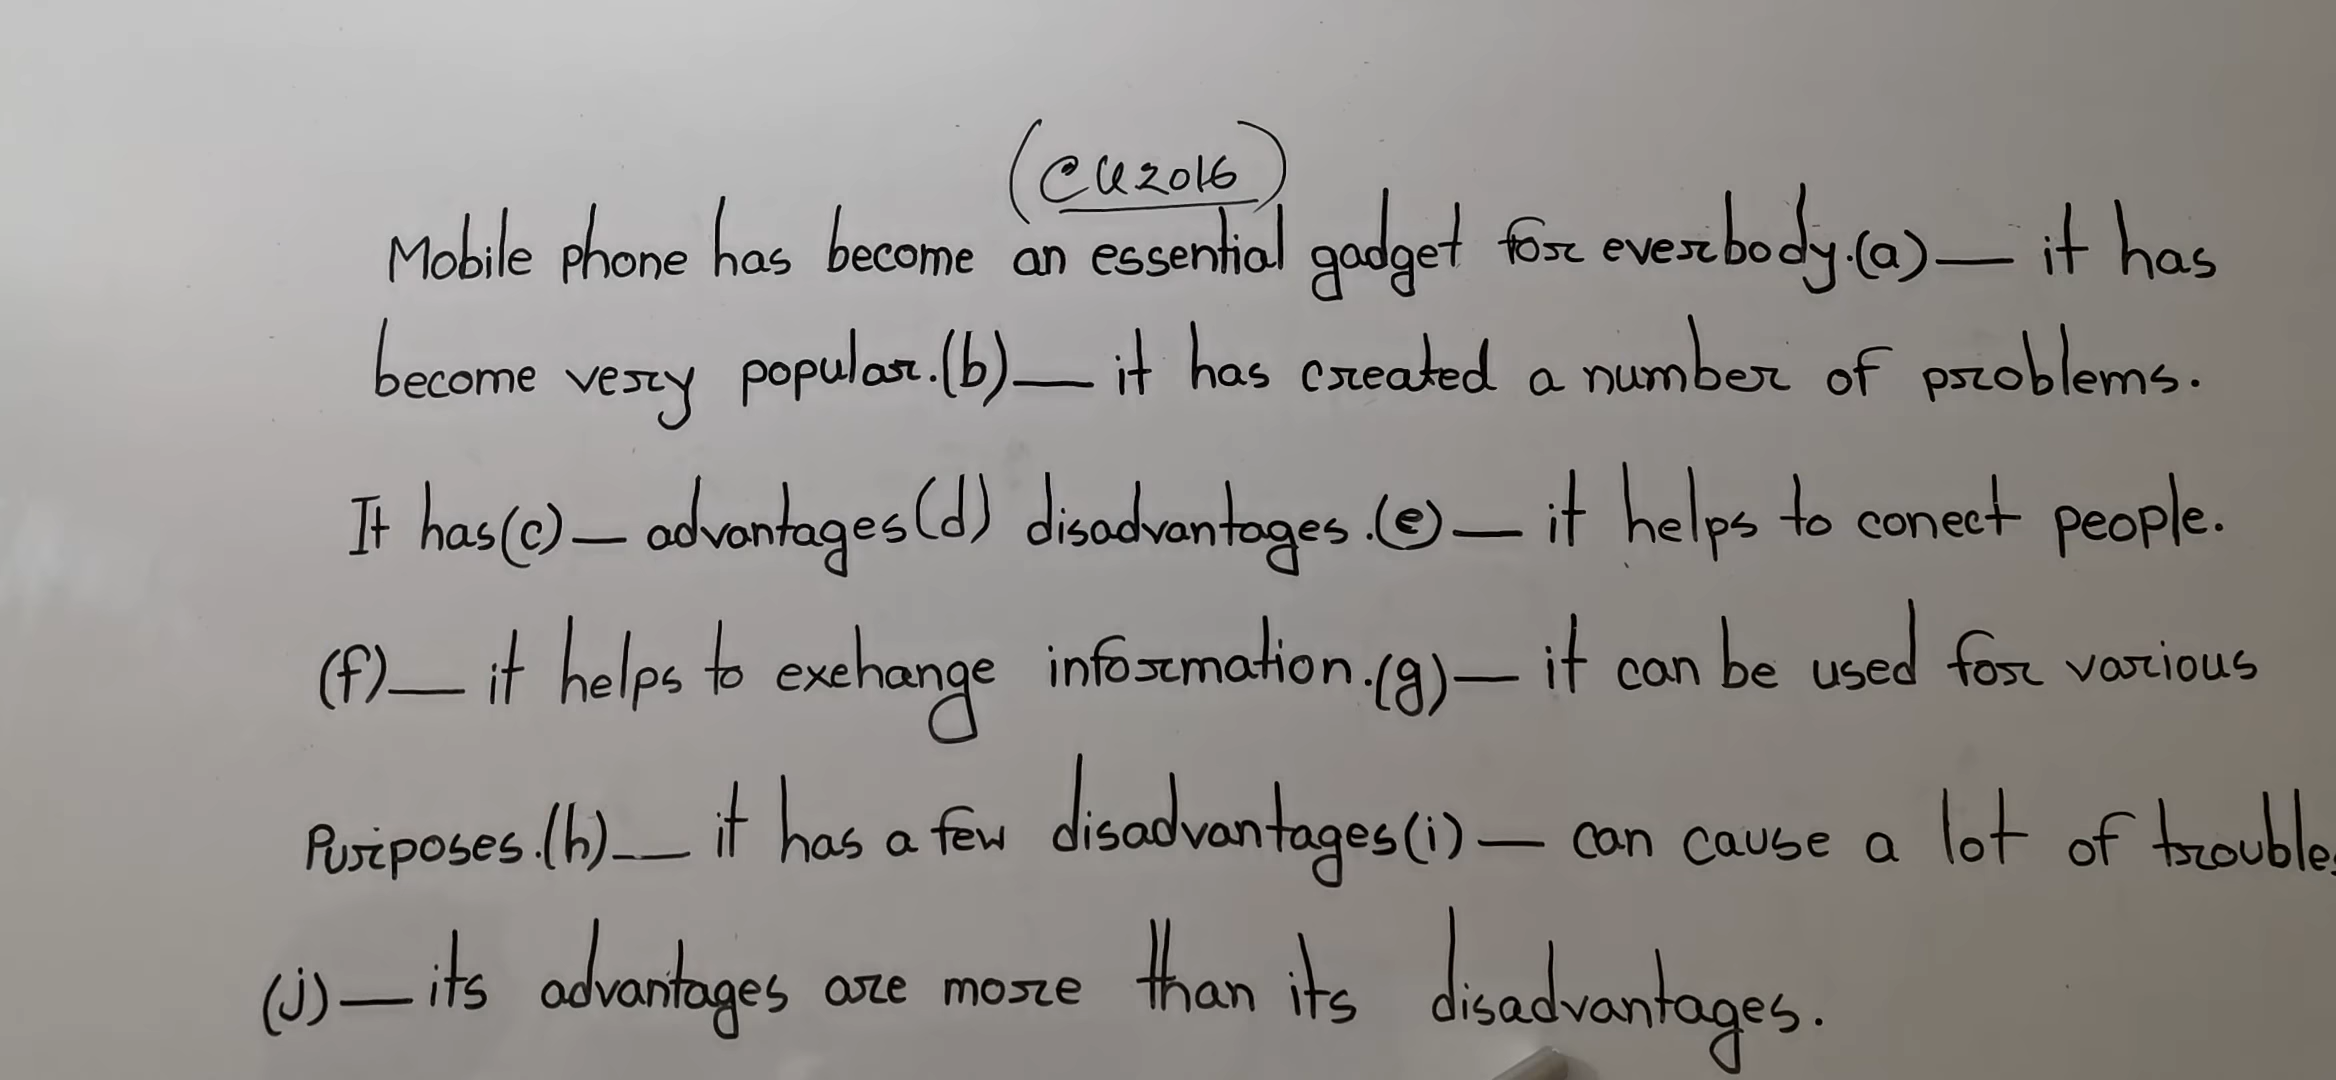 (CU2016)
Mobile phone has become an essential gadget for everbody.(a)— it has
become very popular.(b)— it has created a number of problems.
It has(c)— advantages(d) disadvantages.(e)— it helps to conect people.
(f)— it helps to exehange information.(g)— it can be used for various
Purposes.(h)— it has a few disadvantages(i)— can cause a lot of trouble.
(j)— its advantages are more than its disadvantages.